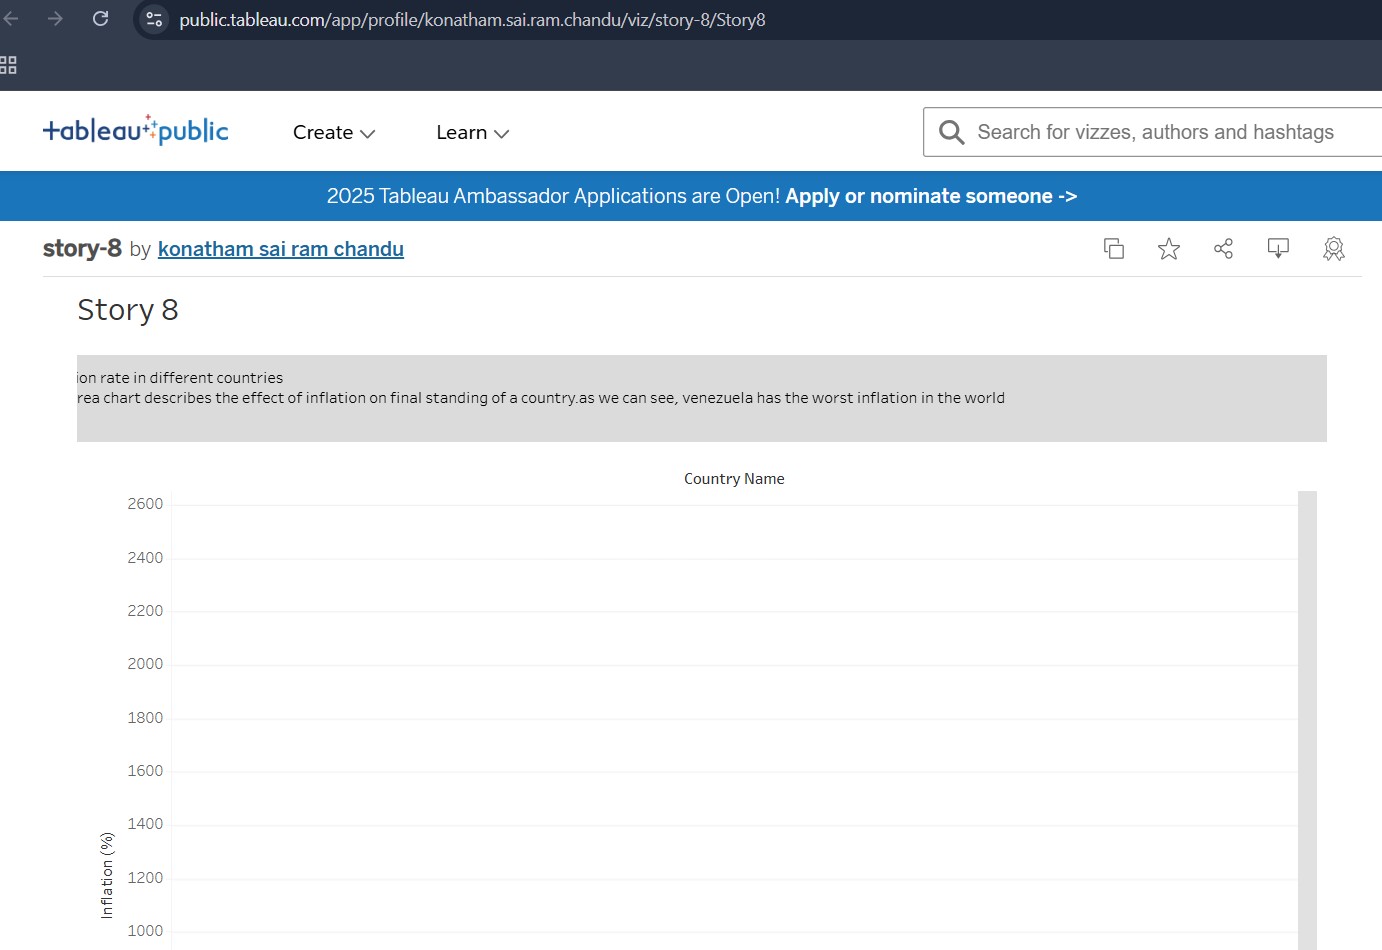 public.tableau.com/app/profile/konatham.sai.ram.chandu/viz/story-8/Story8
+ableau public
Create
Learn
Search for vizzes, authors and hashtags
2025 Tableau Ambassador Applications are Open! Apply or nominate someone ->
story-8 by konatham sai ram chandu
Story 8
ion rate in different countries
rea chart describes the effect of inflation on final standing of a country.as we can see, venezuela has the worst inflation in the world
Country Name
2600
2400
2200
2000
1800
1600
1400
1200
1000
Inflation (%)